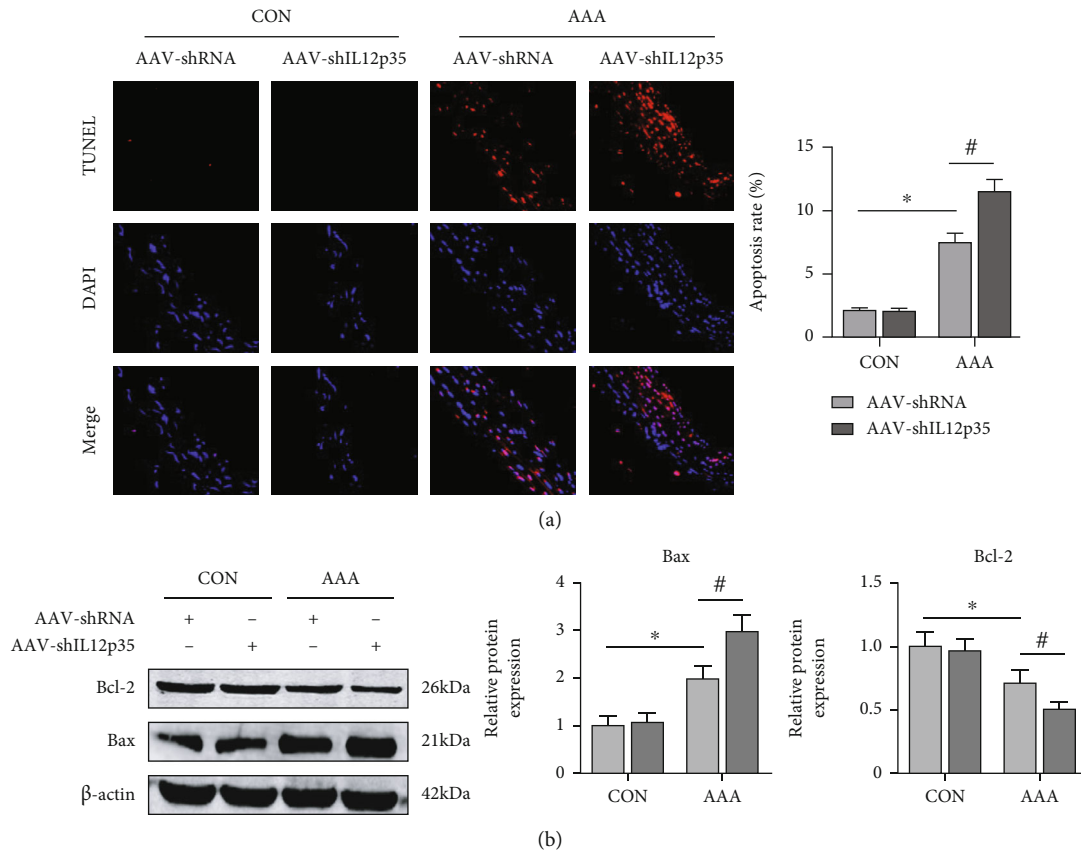 CON AAA
AAV-shRNA AAV-shIL12p35 AAV-shRNA AAV-shIL12p35
TUNEL
DAPI
Merge
Apoptosis rate (%)
15
10
5
0
*
#
CON AAA
AAV-shRNA
AAV-shIL12p35
(a)
CON AAA
AAV-shRNA + – + –
AAV-shIL12p35 – + – +
Bcl-2 26kDa
Bax 21kDa
β-actin 42kDa
Bax
Relative protein
expression
4
3
2
1
0
*
#
CON AAA
Bcl-2
Relative protein
expression
1.5
1.0
0.5
0
*
#
CON AAA
(b)